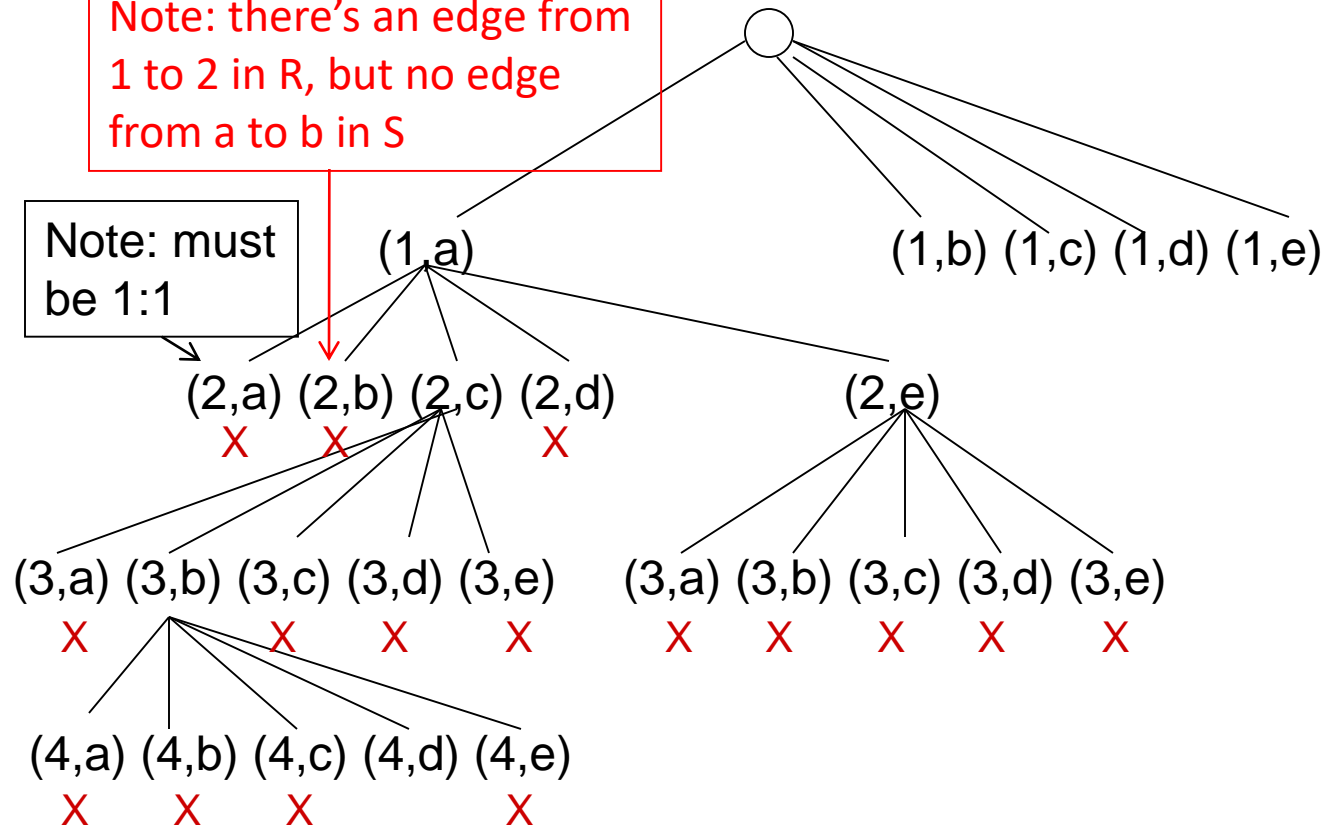 Note: there’s an edge from
1 to 2 in R, but no edge
from a to b in S
Note: must
be 1:1
(1,a)
(1,b) (1,c) (1,d) (1,e)
(2,a) (2,b) (2,c) (2,d)
(2,e)
X X X
(3,a) (3,b) (3,c) (3,d) (3,e)
(3,a) (3,b) (3,c) (3,d) (3,e)
X X X X
X X X X X
(4,a) (4,b) (4,c) (4,d) (4,e)
X X X X